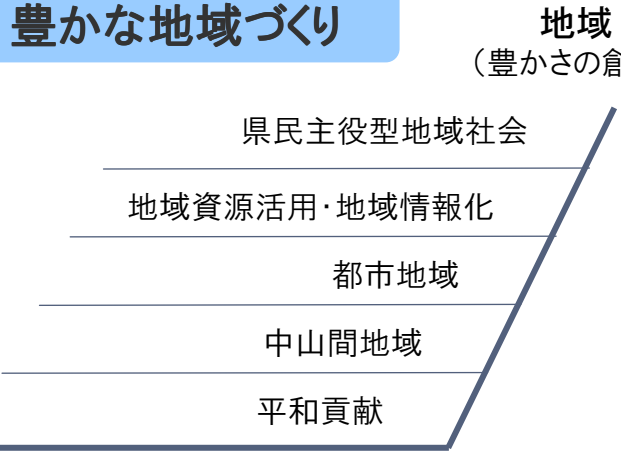 豊かな地域づくり
地域
（豊かさの創
県民主役型地域社会
地域資源活用・地域情報化
都市地域
中山間地域
平和貢献